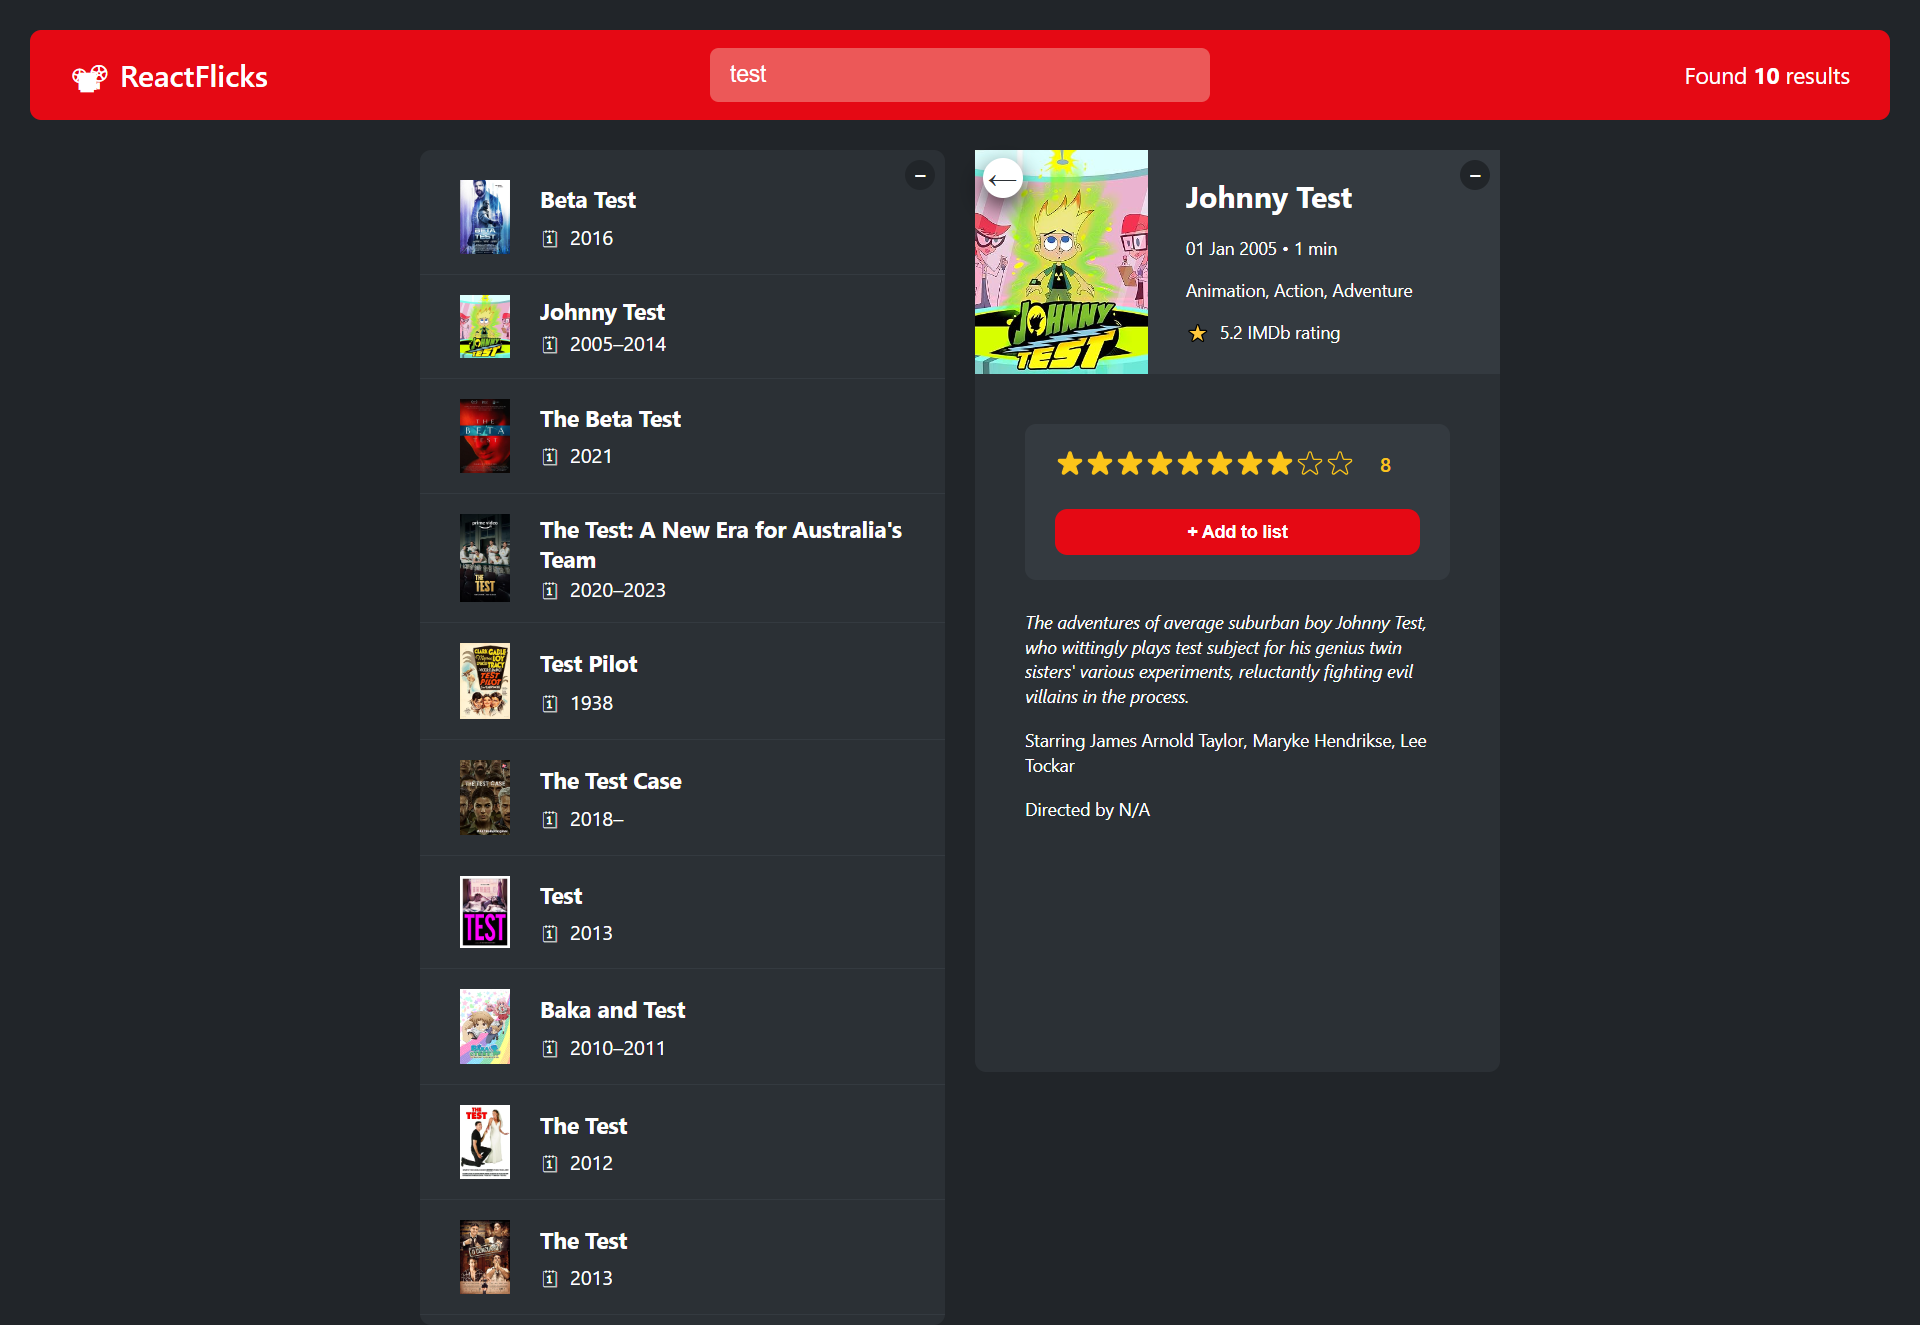 ReactFlicks
test
Found 10 results
Beta Test
2016
Johnny Test
2005–2014
The Beta Test
2021
The Test: A New Era for Australia's
Team
2020–2023
Test Pilot
1938
The Test Case
2018–
Test
2013
Baka and Test
2010–2011
The Test
2012
The Test
2013
JOHNNY
TEST
Johnny Test
01 Jan 2005 • 1 min
Animation, Action, Adventure
5.2 IMDb rating
8
+ Add to list
The adventures of average suburban boy Johnny Test,
who wittingly plays test subject for his genius twin
sisters' various experiments, reluctantly fighting evil
villains in the process.
Starring James Arnold Taylor, Maryke Hendrikse, Lee
Tockar
Directed by N/A